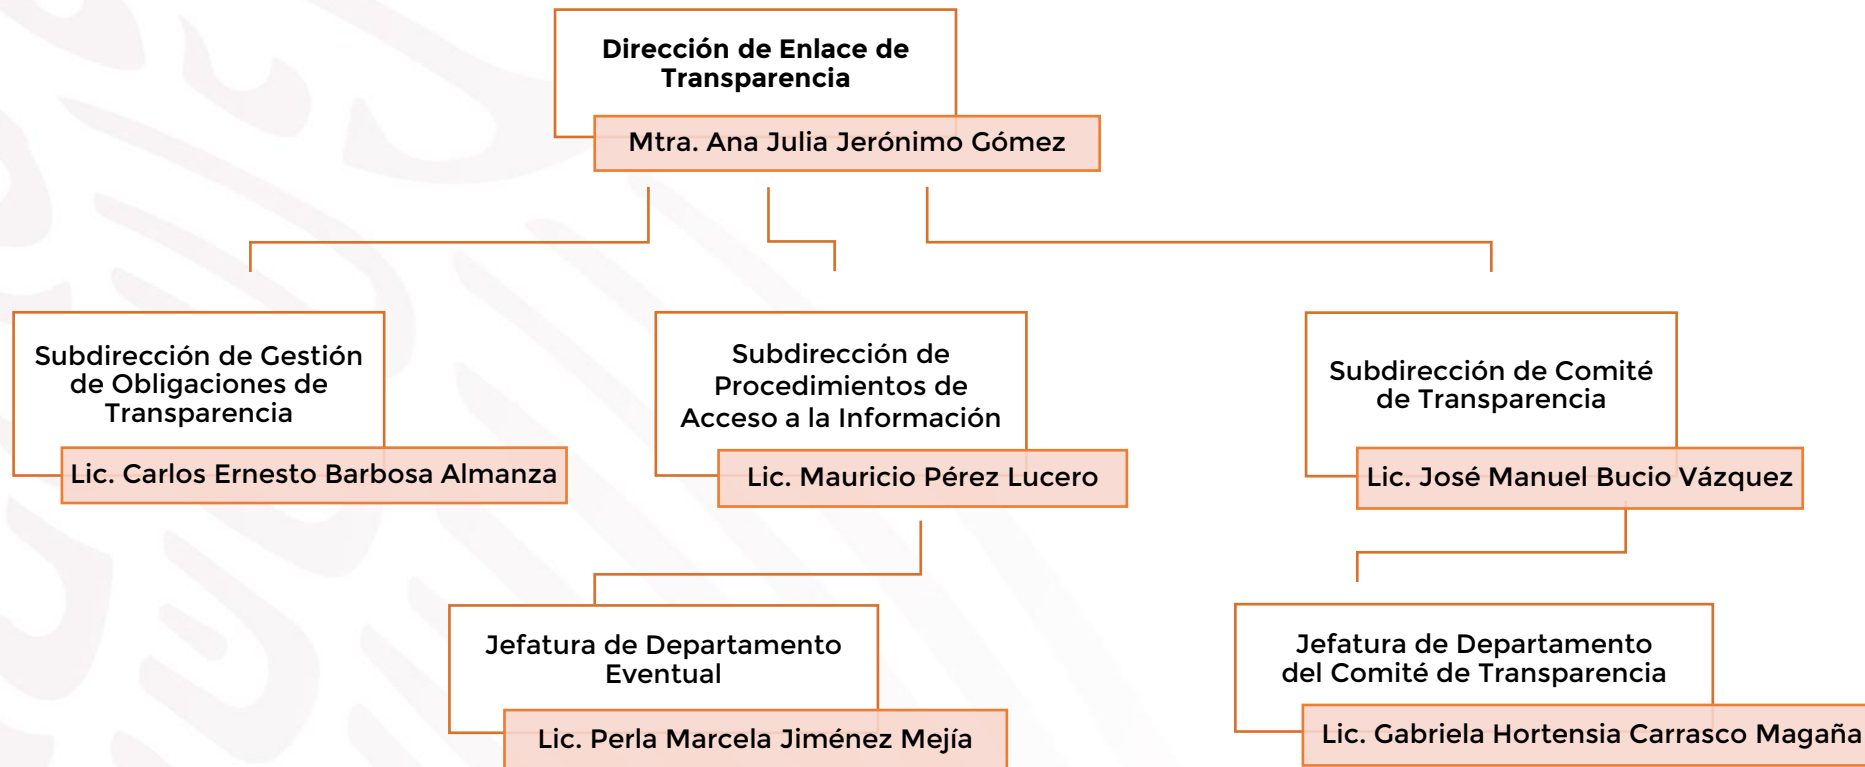 Dirección de Enlace de
Transparencia
Mtra. Ana Julia Jerónimo Gómez
Subdirección de Gestión
de Obligaciones de
Transparencia
Lic. Carlos Ernesto Barbosa Almanza
Subdirección de
Procedimientos de
Acceso a la Información
Lic. Mauricio Pérez Lucero
Subdirección de Comité
de Transparencia
Lic. José Manuel Bucio Vázquez
Jefatura de Departamento
Eventual
Lic. Perla Marcela Jiménez Mejía
Jefatura de Departamento
del Comité de Transparencia
Lic. Gabriela Hortensia Carrasco Magaña